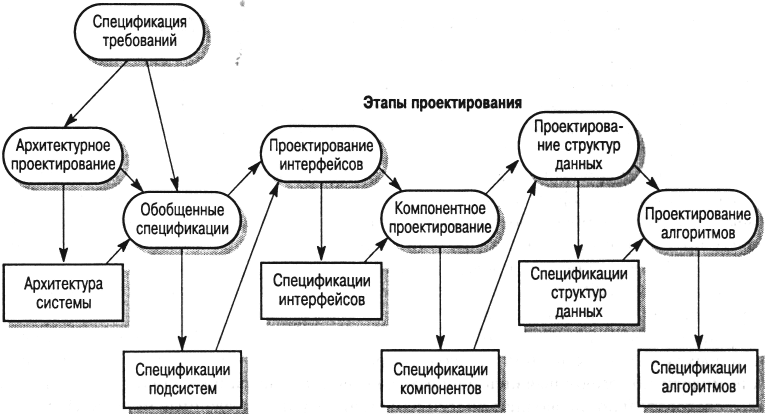 Спецификация
требований
Этапы проектирования
Архитектурное
проектирование
Обобщенные
спецификации
Проектирование
интерфейсов
Компонентное
проектирование
Проектирова-
ние структур
данных
Проектирование
алгоритмов
Архитектура
системы
Спецификации
подсистем
Спецификации
интерфейсов
Спецификации
компонентов
Спецификации
структур
данных
Спецификации
алгоритмов